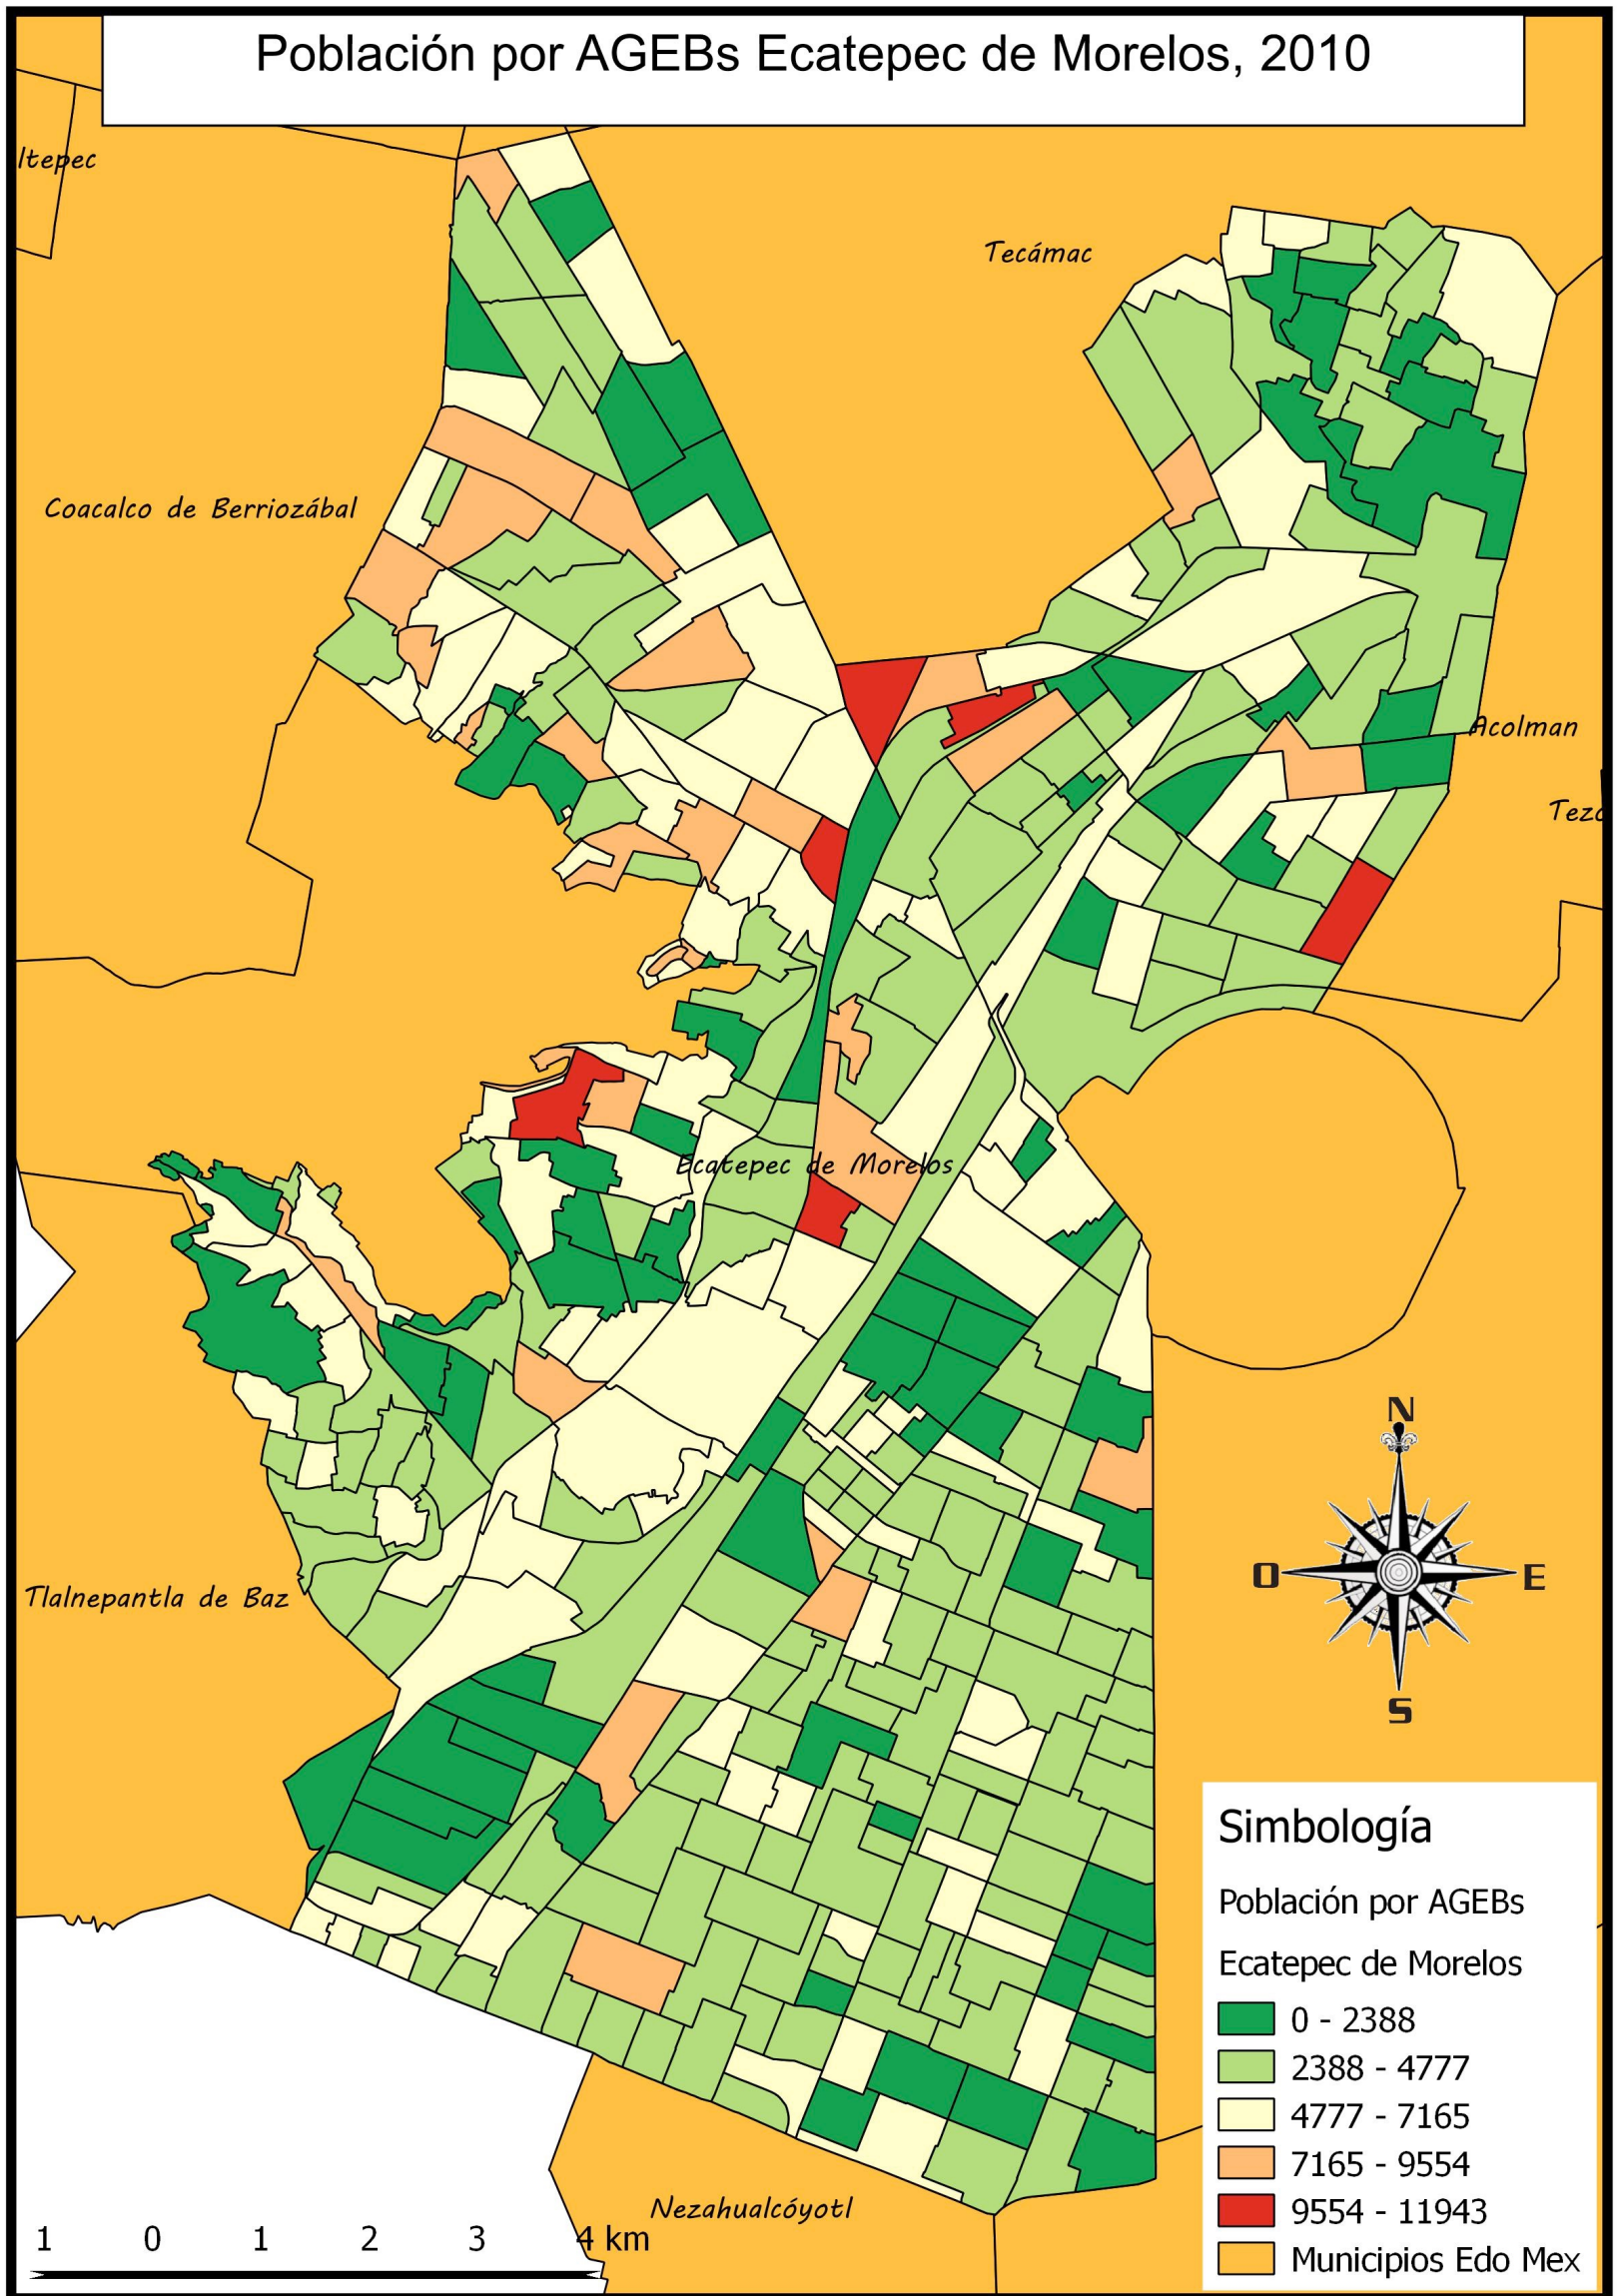 Población por AGEBs Ecatepec de Morelos, 2010
ltepec
Tecámac
Coacalco de Berriozábal
Acolman
Tezo
Ecatepec de Morelos
N
O
E
S
Tlalnepantla de Baz
Simbología
Población por AGEBs
Ecatepec de Morelos
0 - 2388
2388 - 4777
4777 - 7165
7165 - 9554
9554 - 11943
Municipios Edo Mex
Nezahualcóyotl
1 0 1 2 3 4 km